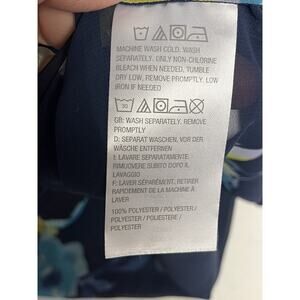 MACHINE WASH COLD. WASH
SEPARATELY. ONLY NON-CHLORINE
BLEACH WHEN NEEDED, TUMBLE
DRY LOW, REMOVE PROMPTLY. LOW
IRON IF NEEDED
30
GB: WASH SEPARATELY, REMOVE
PROMPTLY
D: SEPARAT WASCHEN, VOR DER
WÄSCHE ENTFERNEN
I: LAVARE SEPARATAMENTE,
RIMUOVERE SUBITO DOPO IL
LAVAGGIO
F: LAVER SÉPARÉMENT, RETIRER
RAPIDEMENT DE LA MACHINE À
LAVER
100% POLYESTER / POLYESTER /
POLYESTER / POLIESTERE /
POLYESTER